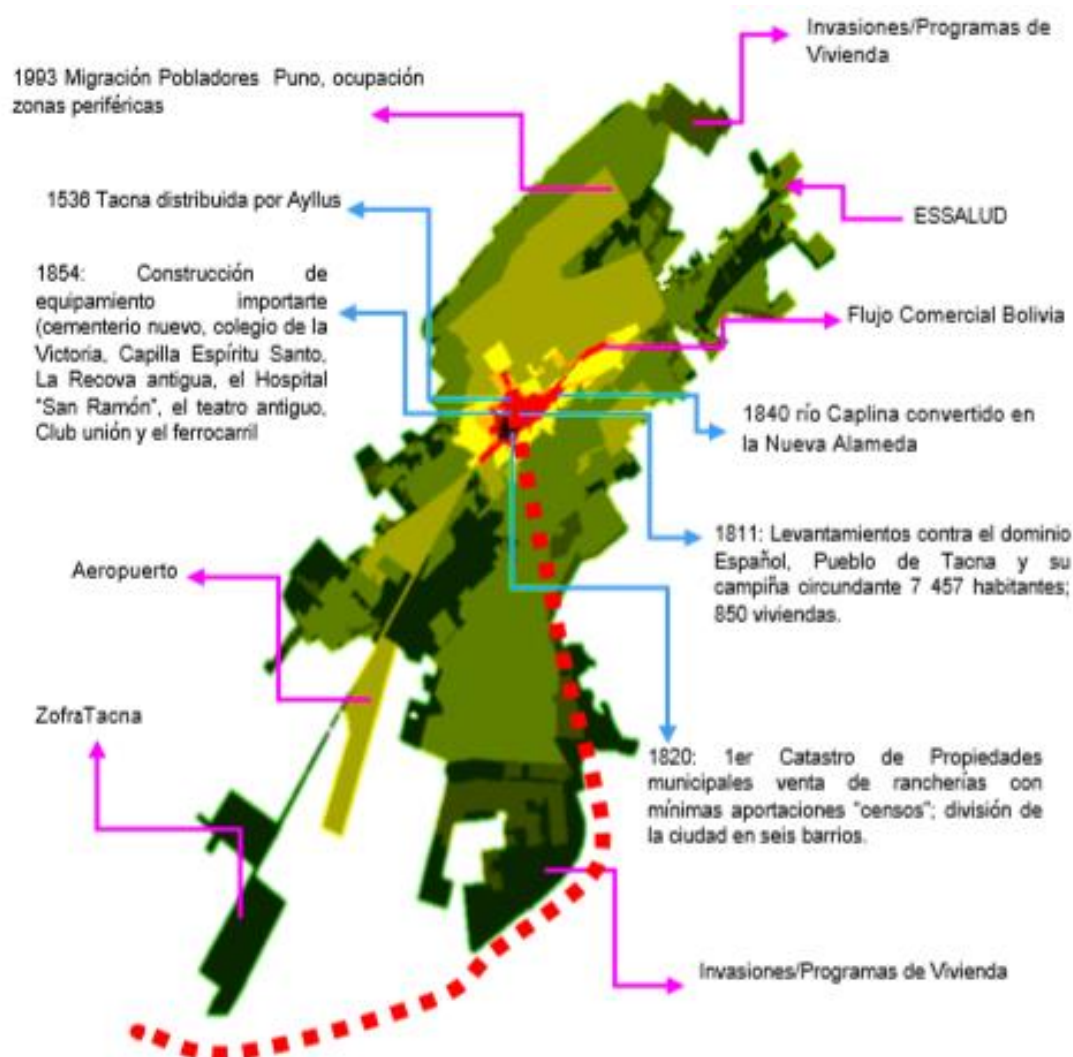 Invasiones/Programas de
Vivienda
1993 Migración Pobladores Puno, ocupación
zonas periféricas
1536 Tacna distribuida por Ayllus
ESSALUD
1854: Construcción de
equipamiento importarte
(cementerio nuevo, colegio de la
Victoria, Capilla Espíritu Santo,
La Recova antigua, el Hospital
"San Ramón", el teatro antiguo,
Club unión y el ferrocarril
Flujo Comercial Bolivia
1840 río Caplina convertido en
la Nueva Alameda
1811: Levantamientos contra el dominio
Español, Pueblo de Tacna y su
campiña circundante 7 457 habitantes;
850 viviendas.
Aeropuerto
ZofraTacna
1820: 1er Catastro de Propiedades
municipales venta de rancherías con
mínimas aportaciones "censos"; división de
la ciudad en seis barrios.
Invasiones/Programas de Vivienda